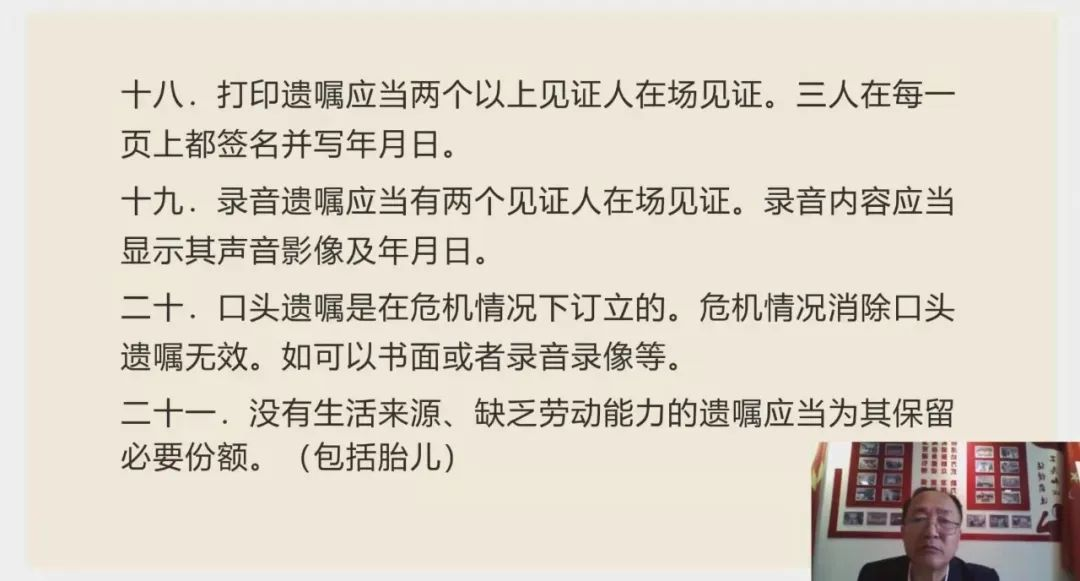 十八．打印遗嘱应当两个以上见证人在场见证。三人在每一
页上都签名并写年月日。
十九．录音遗嘱应当有两个见证人在场见证。录音内容应当
显示其声音影像及年月日。
二十．口头遗嘱是在危机情况下订立的。危机情况消除口头
遗嘱无效。如可以书面或者录音录像等。
二十一．没有生活来源、缺乏劳动能力的遗嘱应当为其保留
必要份额。（包括胎儿）